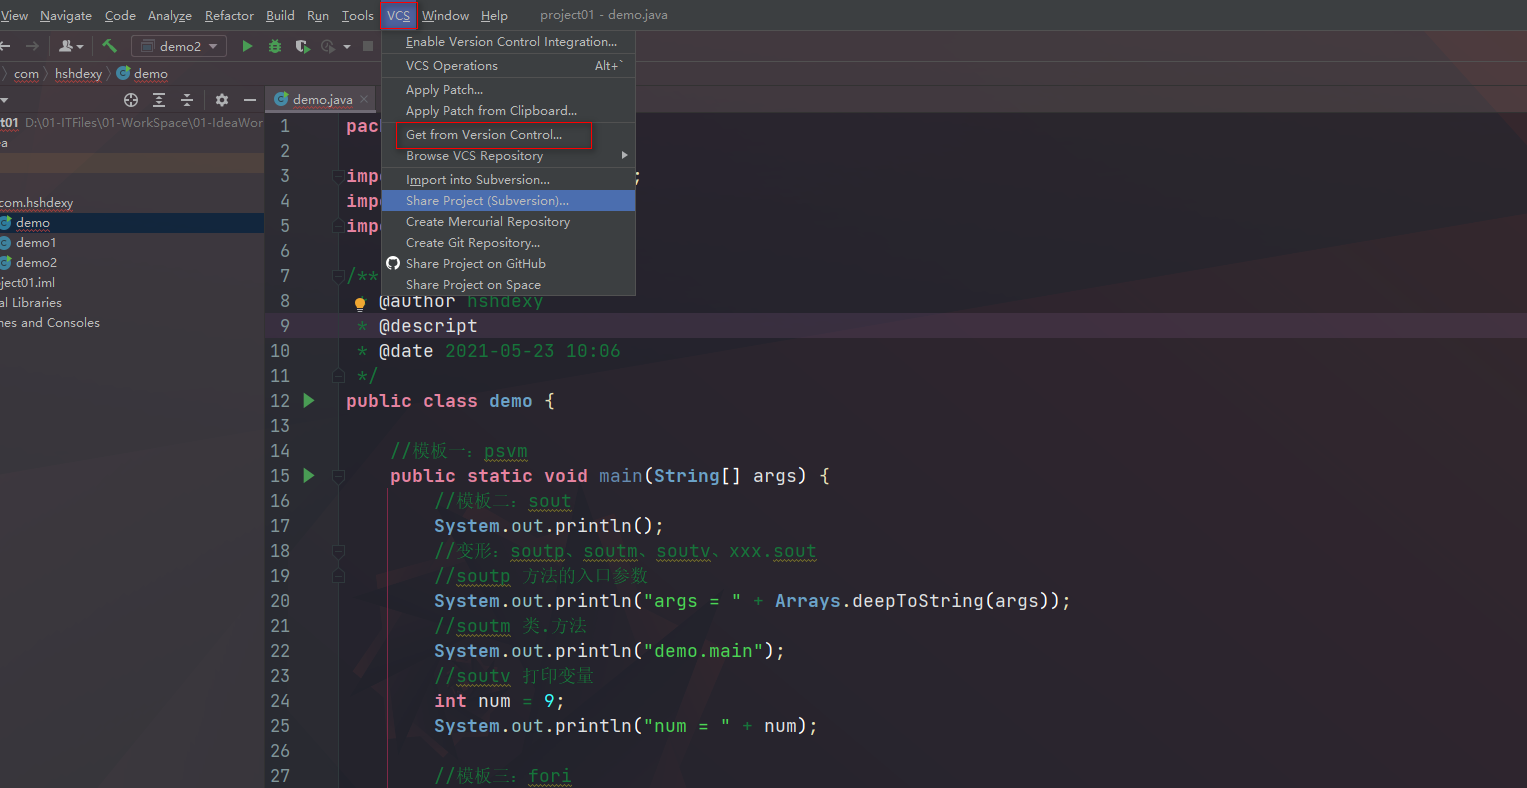 View Navigate Code Analyze Refactor Build Run Tools VCS Window Help project01 - demo.java
demo2
com hshdexy demo
demo.java
ct01 D:\01-ITFiles\01-WorkSpace\01-IdeaWor
ea
com.hshdexy
demo
demo1
demo2
ject01.iml
al Libraries
hes and Consoles
Enable Version Control Integration...
VCS Operations Alt+`
Apply Patch...
Apply Patch from Clipboard...
Get from Version Control...
Browse VCS Repository
Import into Subversion...
Share Project (Subversion)...
Create Mercurial Repository
Create Git Repository...
Share Project on GitHub
Share Project on Space
1 pac
2
3 imp ;
4 imp
5 imp
6
7 /**
8 @author hshdexy
9 * @descript
10 * @date 2021-05-23 10:06
11 */
12 public class demo {
13
14 //模板一：psvm
15 public static void main(String[] args) {
16 //模板二：sout
17 System.out.println();
18 //变形：soutp、soutm、soutv、xxx.sout
19 //soutp 方法的入口参数
20 System.out.println("args = " + Arrays.deepToString(args));
21 //soutm 类.方法
22 System.out.println("demo.main");
23 //soutv 打印变量
24 int num = 9;
25 System.out.println("num = " + num);
26
27 //模板三：fori